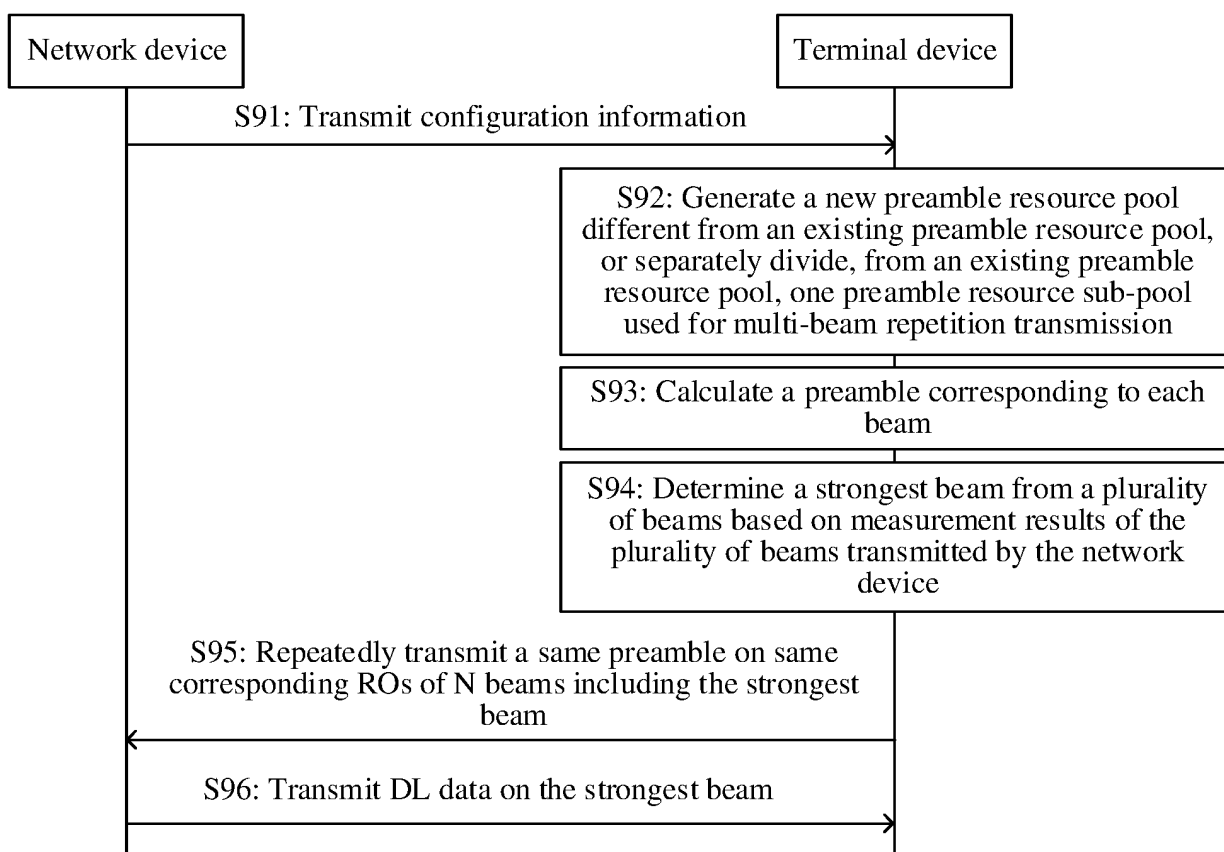 Network device
Terminal device
S91: Transmit configuration information
S92: Generate a new preamble resource pool
different from an existing preamble resource pool,
or separately divide, from an existing preamble
resource pool, one preamble resource sub-pool
used for multi-beam repetition transmission
S93: Calculate a preamble corresponding to each
beam
S94: Determine a strongest beam from a plurality
of beams based on measurement results of the
plurality of beams transmitted by the network
device
S95: Repeatedly transmit a same preamble on same
corresponding ROs of N beams including the strongest
beam
S96: Transmit DL data on the strongest beam